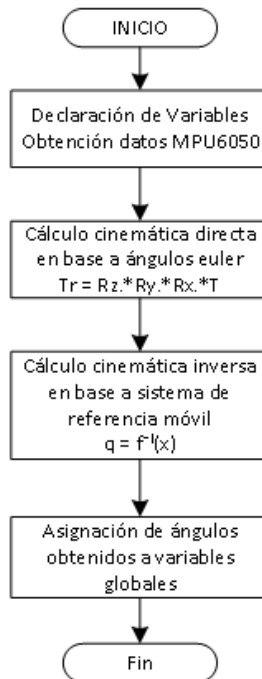 INICIO
Declaración de Variables
Obtención datos MPU6050
Cálculo cinemática directa
en base a ángulos euler
Tr = Rz.*Ry.*Rx.*T
Cálculo cinemática inversa
en base a sistema de
referencia móvil
q = f⁻¹(x)
Asignación de ángulos
obtenidos a variables
globales
Fin